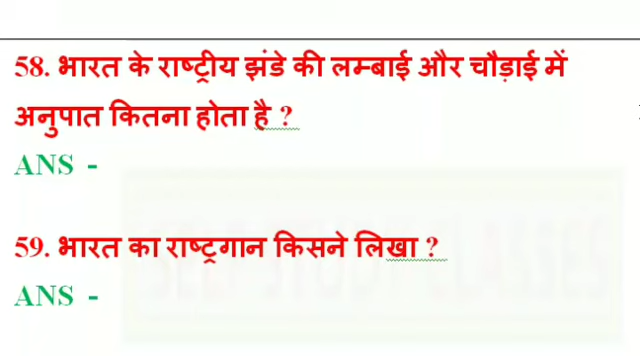 58. भारत के राष्ट्रीय झंडे की लम्बाई और चौड़ाई में
अनुपात कितना होता है ?
ANS -
59. भारत का राष्ट्रगान किसने लिखा ?
ANS -